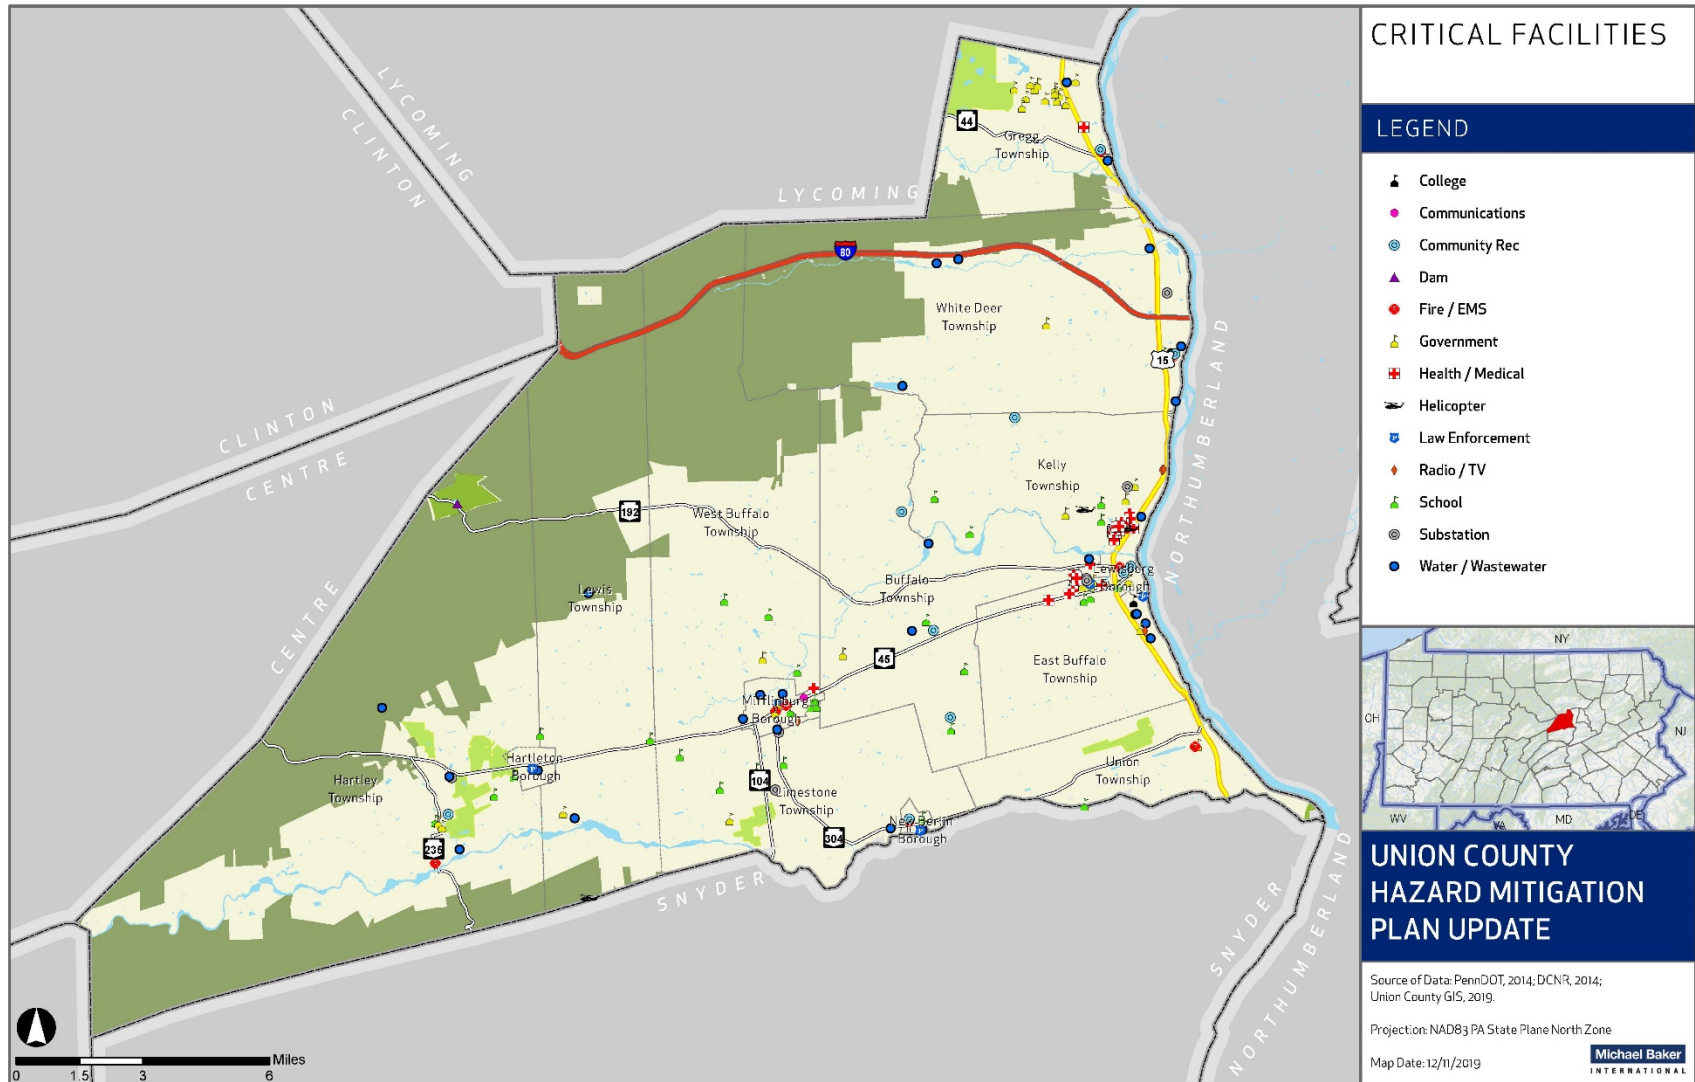 CRITICAL FACILITIES
LEGEND
College
Communications
Community Rec
Dam
Fire / EMS
Government
Health / Medical
Helicopter
Law Enforcement
Radio / TV
School
Substation
Water / Wastewater
LYCOMING
CLINTON
LYCOMING
44
Gregg
Township
80
White Deer
Township
15
NORTHUMBERLAND
CLINTON
CENTRE
Kelly
Township
192
West Buffalo
Township
Lewisburg
Borough
Buffalo
Township
Lewis
Township
CENTRE
45
East Buffalo
Township
Mifflinburg
Borough
Hartleton
Borough
Hartley
Township
104
Limestone
Township
Union
Township
New Berlin
Borough
304
235
SNYDER
SNYDER
NORTHUMBERLAND
Miles
0 1.5 3 6
NY
OH
NJ
WV
VA
MD
DE
UNION COUNTY
HAZARD MITIGATION
PLAN UPDATE
Source of Data: PennDOT, 2014; DCNR, 2014;
Union County GIS, 2019.
Projection: NAD83 PA State Plane North Zone
Map Date: 12/11/2019
Michael Baker
INTERNATIONAL